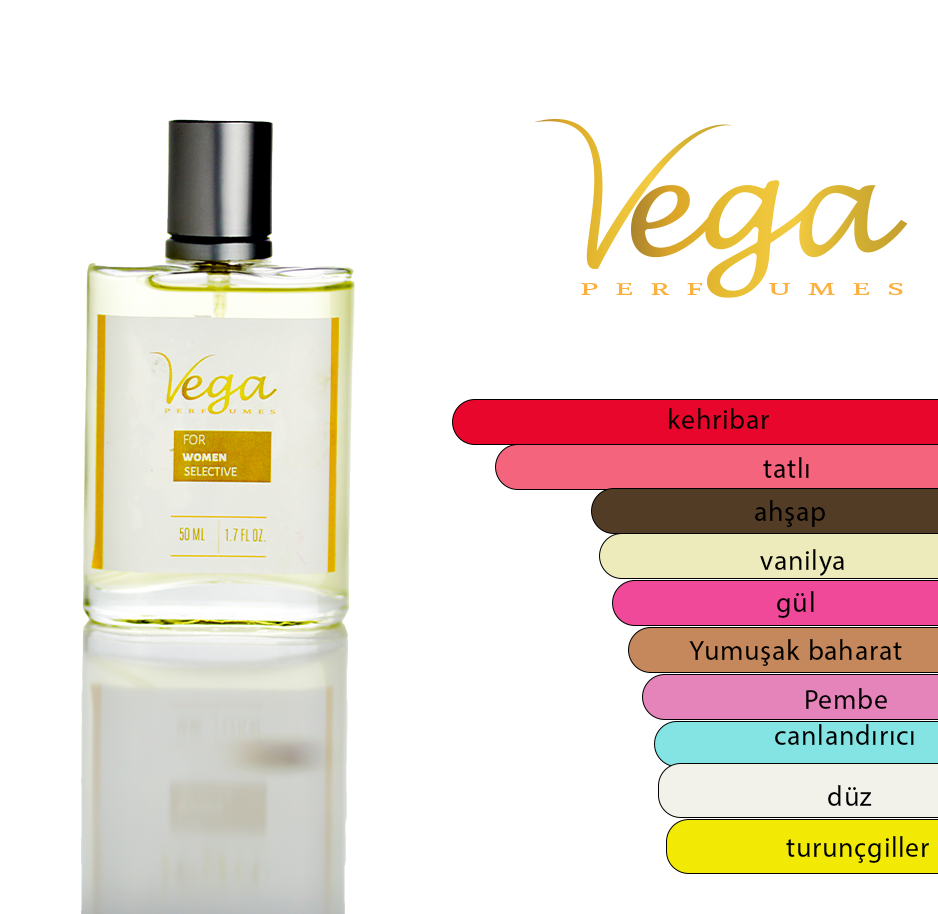 Vega
PERFUMES
Vega
PERFUMES
FOR
WOMEN
SELECTIVE
50 ML
1.7 FL OZ.
kehribar
tatlı
ahşap
vanilya
gül
Yumuşak baharat
Pembe
canlandırıcı
düz
turunçgiller